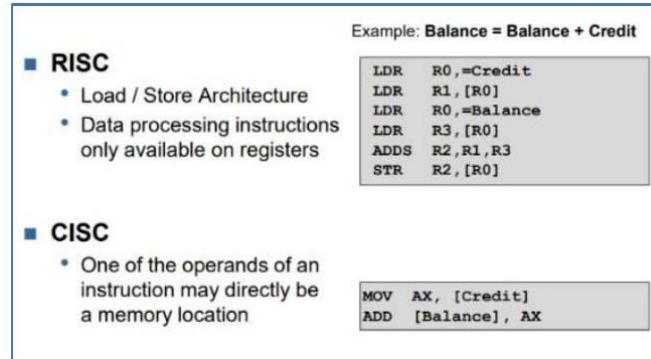 Example: Balance = Balance + Credit
RISC
Load / Store Architecture
Data processing instructions
only available on registers
LDR R0,=Credit
LDR R1,[R0]
LDR R0,=Balance
LDR R3,[R0]
ADDS R2,R1,R3
STR R2,[R0]
CISC
One of the operands of an
instruction may directly be
a memory location
MOV AX, [Credit]
ADD [Balance], AX